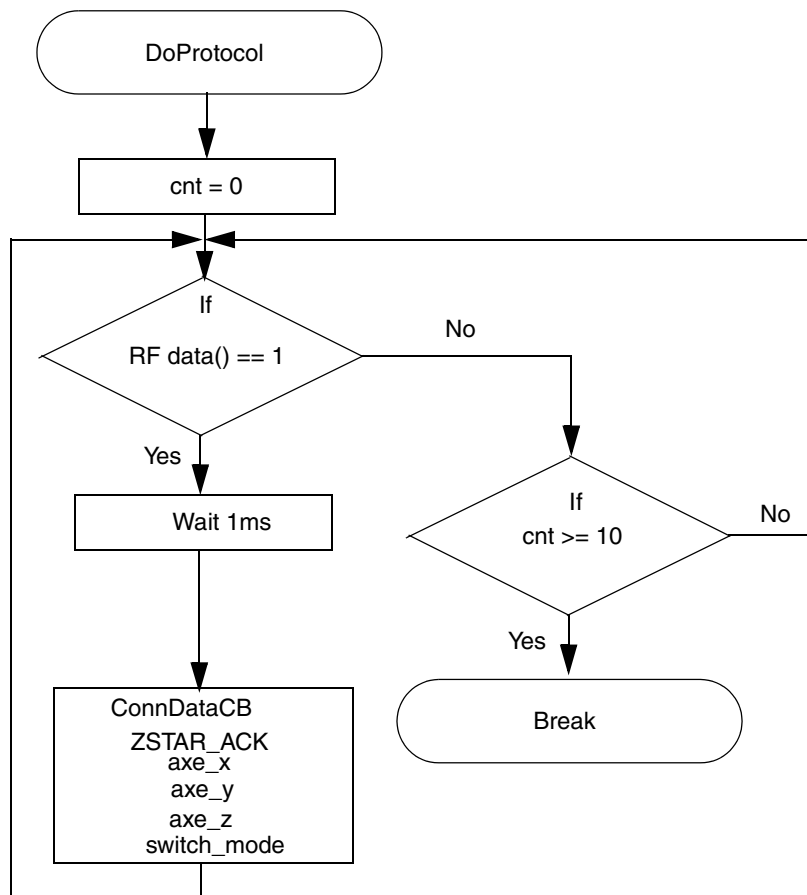 DoProtocol
cnt = 0
If
RF data() == 1
No
Yes
Wait 1ms
If
cnt >= 10
No
Yes
Break
ConnDataCB
ZSTAR_ACK
axe_x
axe_y
axe_z
switch_mode